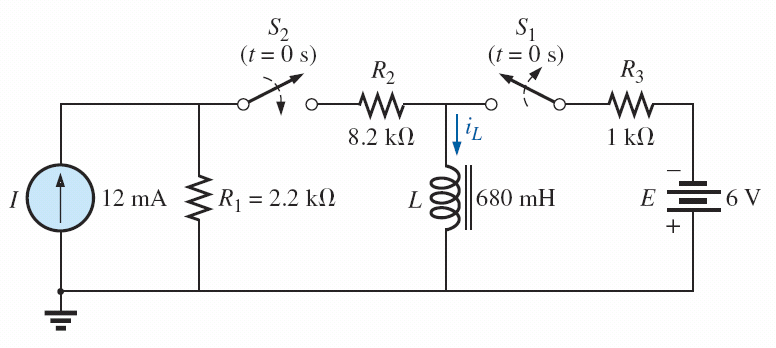 S₂
(t = 0 s)
R₂
8.2 kΩ
S₁
(t = 0 s)
R₃
1 kΩ
iL
I
12 mA
R₁ = 2.2 kΩ
L
680 mH
E
−
+
6 V